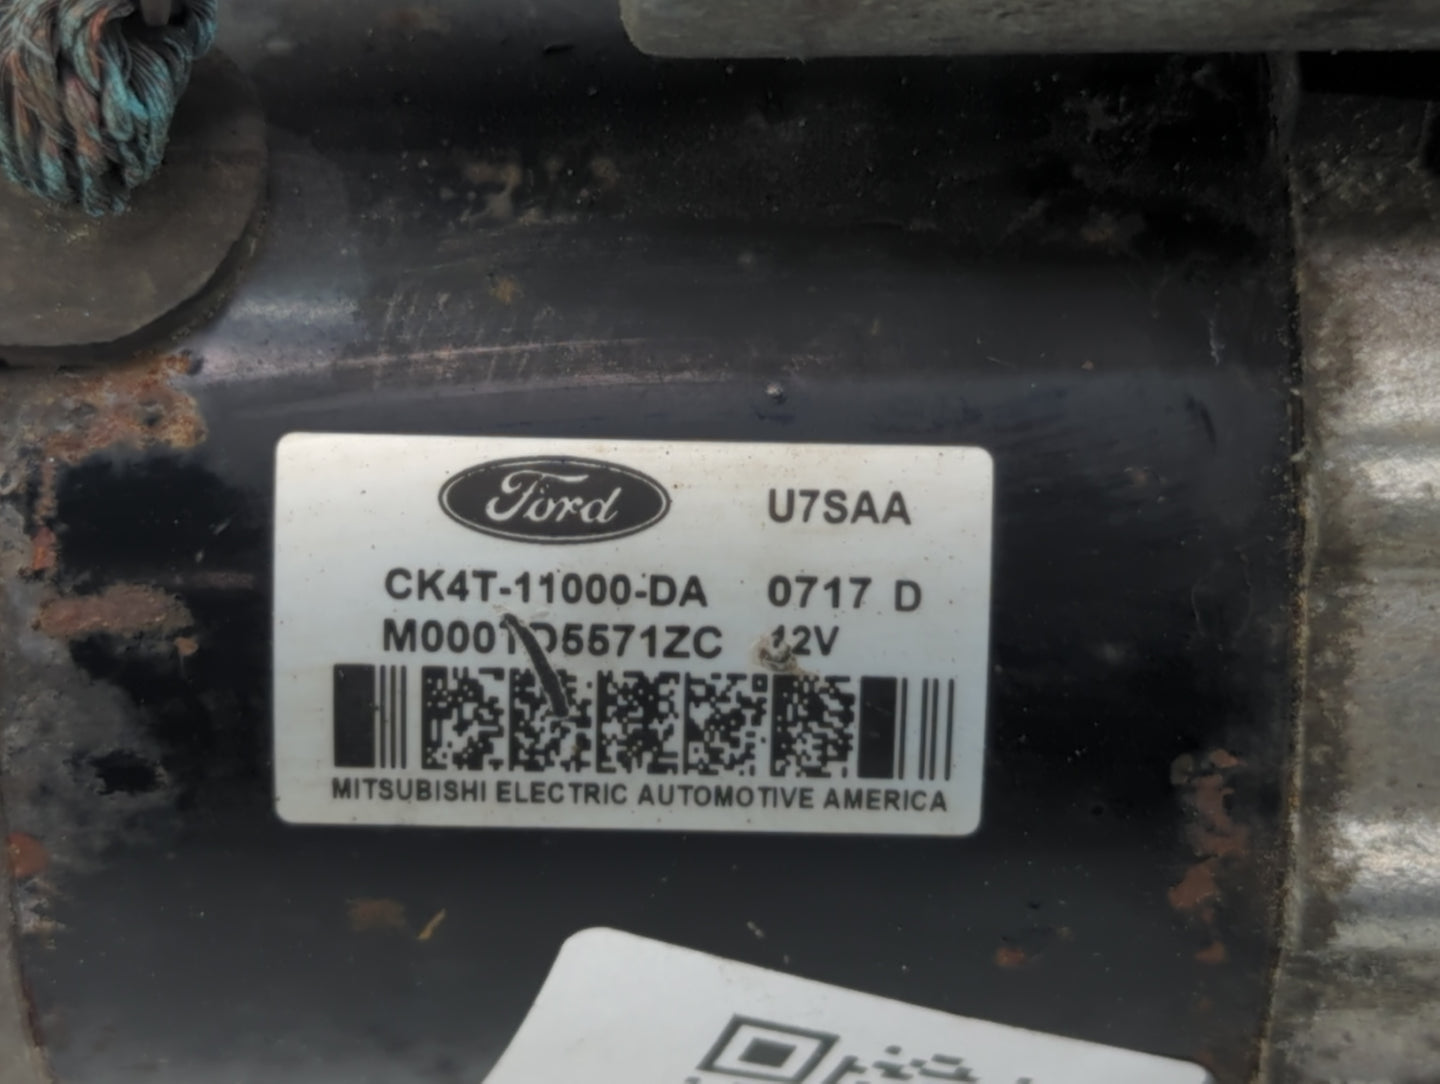 Ford U7SAA
CK4T-11000-DA 0717 D
M0001D5571ZC 12V
MITSUBISHI ELECTRIC AUTOMOTIVE AMERICA